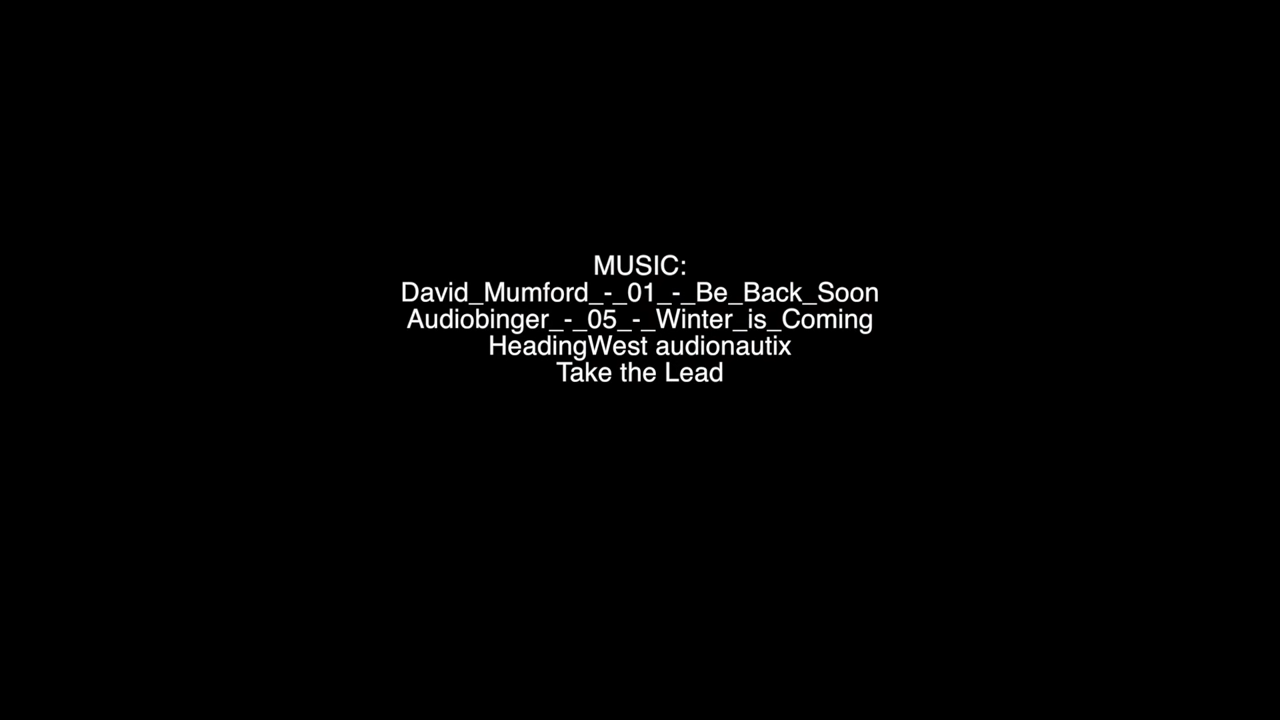 MUSIC:
David_Mumford_-_01_-_Be_Back_Soon
Audiobinger_-_05_-_Winter_is_Coming
HeadingWest audionautix
Take the Lead